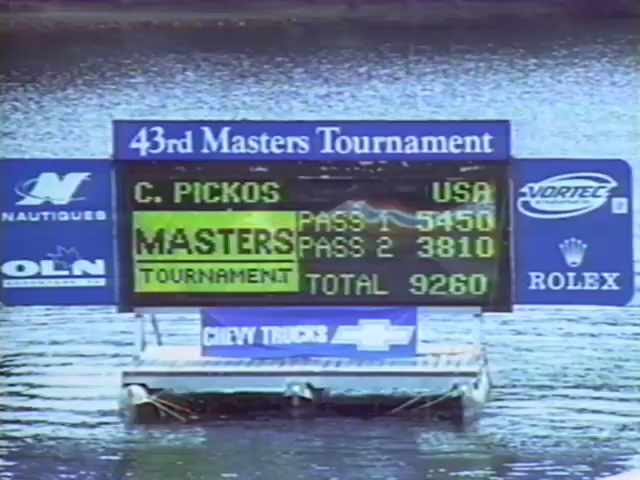 43rd Masters Tournament
NAUTIQUES
OLN
C. PICKOS USA
MASTERS
TOURNAMENT
PASS 1 5450
PASS 2 3810
TOTAL 9260
VORTEC
ROLEX
CHEVY TRUCKS